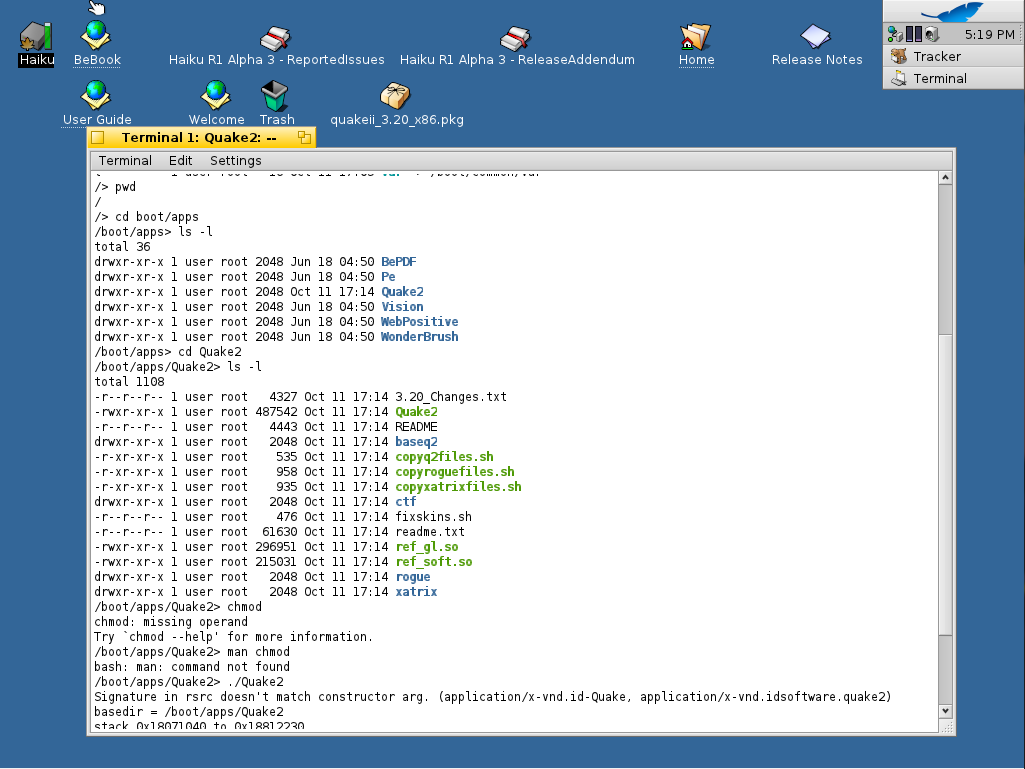 Haiku
BeBook
Haiku R1 Alpha 3 - ReportedIssues
Haiku R1 Alpha 3 - ReleaseAddendum
Home
Release Notes
5:19 PM
Tracker
Terminal
User Guide
Welcome
Trash
quakeii_3.20_x86.pkg
Terminal 1: Quake2: --
Terminal Edit Settings
1 user root 18 Oct 11 17:03 var -> /boot/common/var
/> pwd
/
/> cd boot/apps
/boot/apps> ls -l
total 36
drwxr-xr-x 1 user root 2048 Jun 18 04:50 BePDF
drwxr-xr-x 1 user root 2048 Jun 18 04:50 Pe
drwxr-xr-x 1 user root 2048 Oct 11 17:14 Quake2
drwxr-xr-x 1 user root 2048 Jun 18 04:50 Vision
drwxr-xr-x 1 user root 2048 Jun 18 04:50 WebPositive
drwxr-xr-x 1 user root 2048 Jun 18 04:50 WonderBrush
/boot/apps> cd Quake2
/boot/apps/Quake2> ls -l
total 1108
-r--r--r-- 1 user root 4327 Oct 11 17:14 3.20_Changes.txt
-rwxr-xr-x 1 user root 487542 Oct 11 17:14 Quake2
-r--r--r-- 1 user root 4443 Oct 11 17:14 README
drwxr-xr-x 1 user root 2048 Oct 11 17:14 baseq2
-r-xr-xr-x 1 user root 535 Oct 11 17:14 copyq2files.sh
-r-xr-xr-x 1 user root 958 Oct 11 17:14 copyroguefiles.sh
-r-xr-xr-x 1 user root 935 Oct 11 17:14 copyxatrixfiles.sh
drwxr-xr-x 1 user root 2048 Oct 11 17:14 ctf
-r--r--r-- 1 user root 476 Oct 11 17:14 fixskins.sh
-r--r--r-- 1 user root 61630 Oct 11 17:14 readme.txt
-rwxr-xr-x 1 user root 296951 Oct 11 17:14 ref_gl.so
-rwxr-xr-x 1 user root 215031 Oct 11 17:14 ref_soft.so
drwxr-xr-x 1 user root 2048 Oct 11 17:14 rogue
drwxr-xr-x 1 user root 2048 Oct 11 17:14 xatrix
/boot/apps/Quake2> chmod
chmod: missing operand
Try `chmod --help' for more information.
/boot/apps/Quake2> man chmod
bash: man: command not found
/boot/apps/Quake2> ./Quake2
Signature in rsrc doesn't match constructor arg. (application/x-vnd.id-Quake, application/x-vnd.idsoftware.quake2)
basedir = /boot/apps/Quake2
stack 0x18071040 to 0x18812230